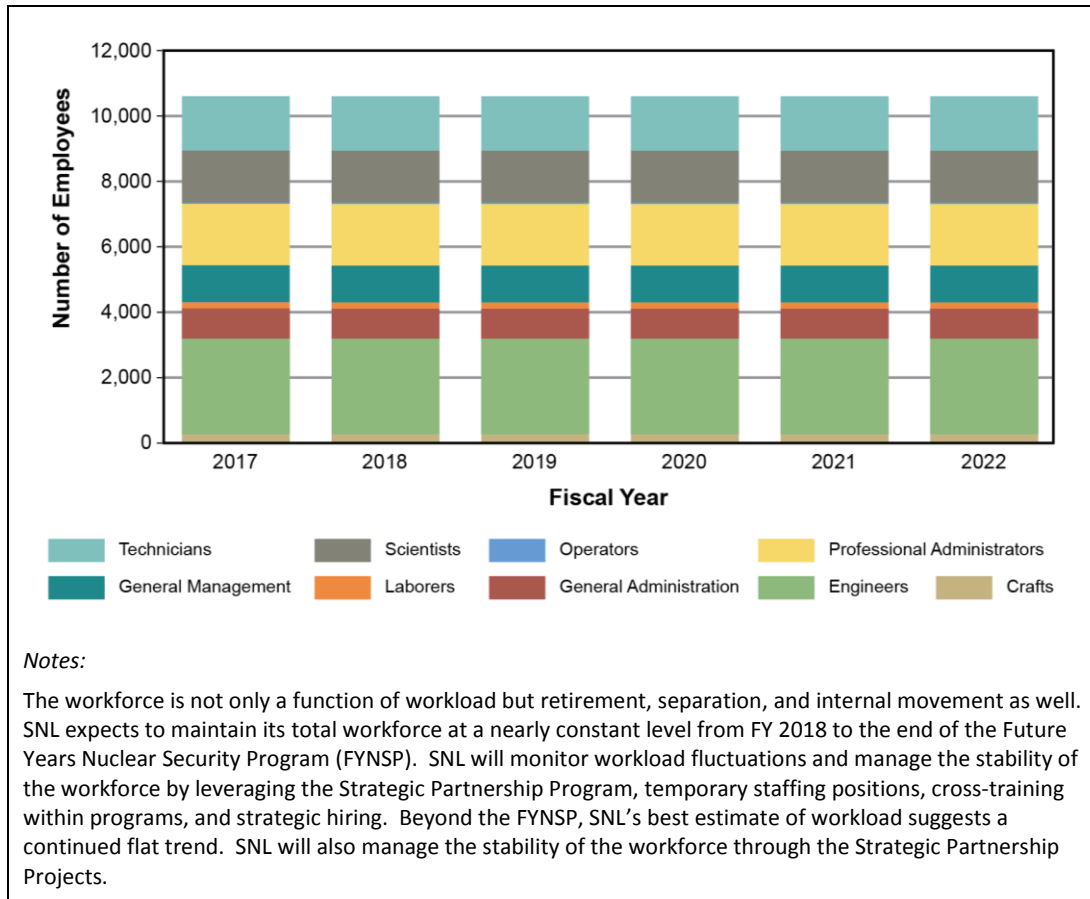 12,000
10,000
8,000
6,000
4,000
2,000
0
Number of Employees
2017 2018 2019 2020 2021 2022
Fiscal Year
Technicians Scientists Operators Professional Administrators
General Management Laborers General Administration Engineers Crafts
Notes:
The workforce is not only a function of workload but retirement, separation, and internal movement as well.
SNL expects to maintain its total workforce at a nearly constant level from FY 2018 to the end of the Future
Years Nuclear Security Program (FYNSP). SNL will monitor workload fluctuations and manage the stability of
the workforce by leveraging the Strategic Partnership Program, temporary staffing positions, cross-training
within programs, and strategic hiring. Beyond the FYNSP, SNL’s best estimate of workload suggests a
continued flat trend. SNL will also manage the stability of the workforce through the Strategic Partnership
Projects.